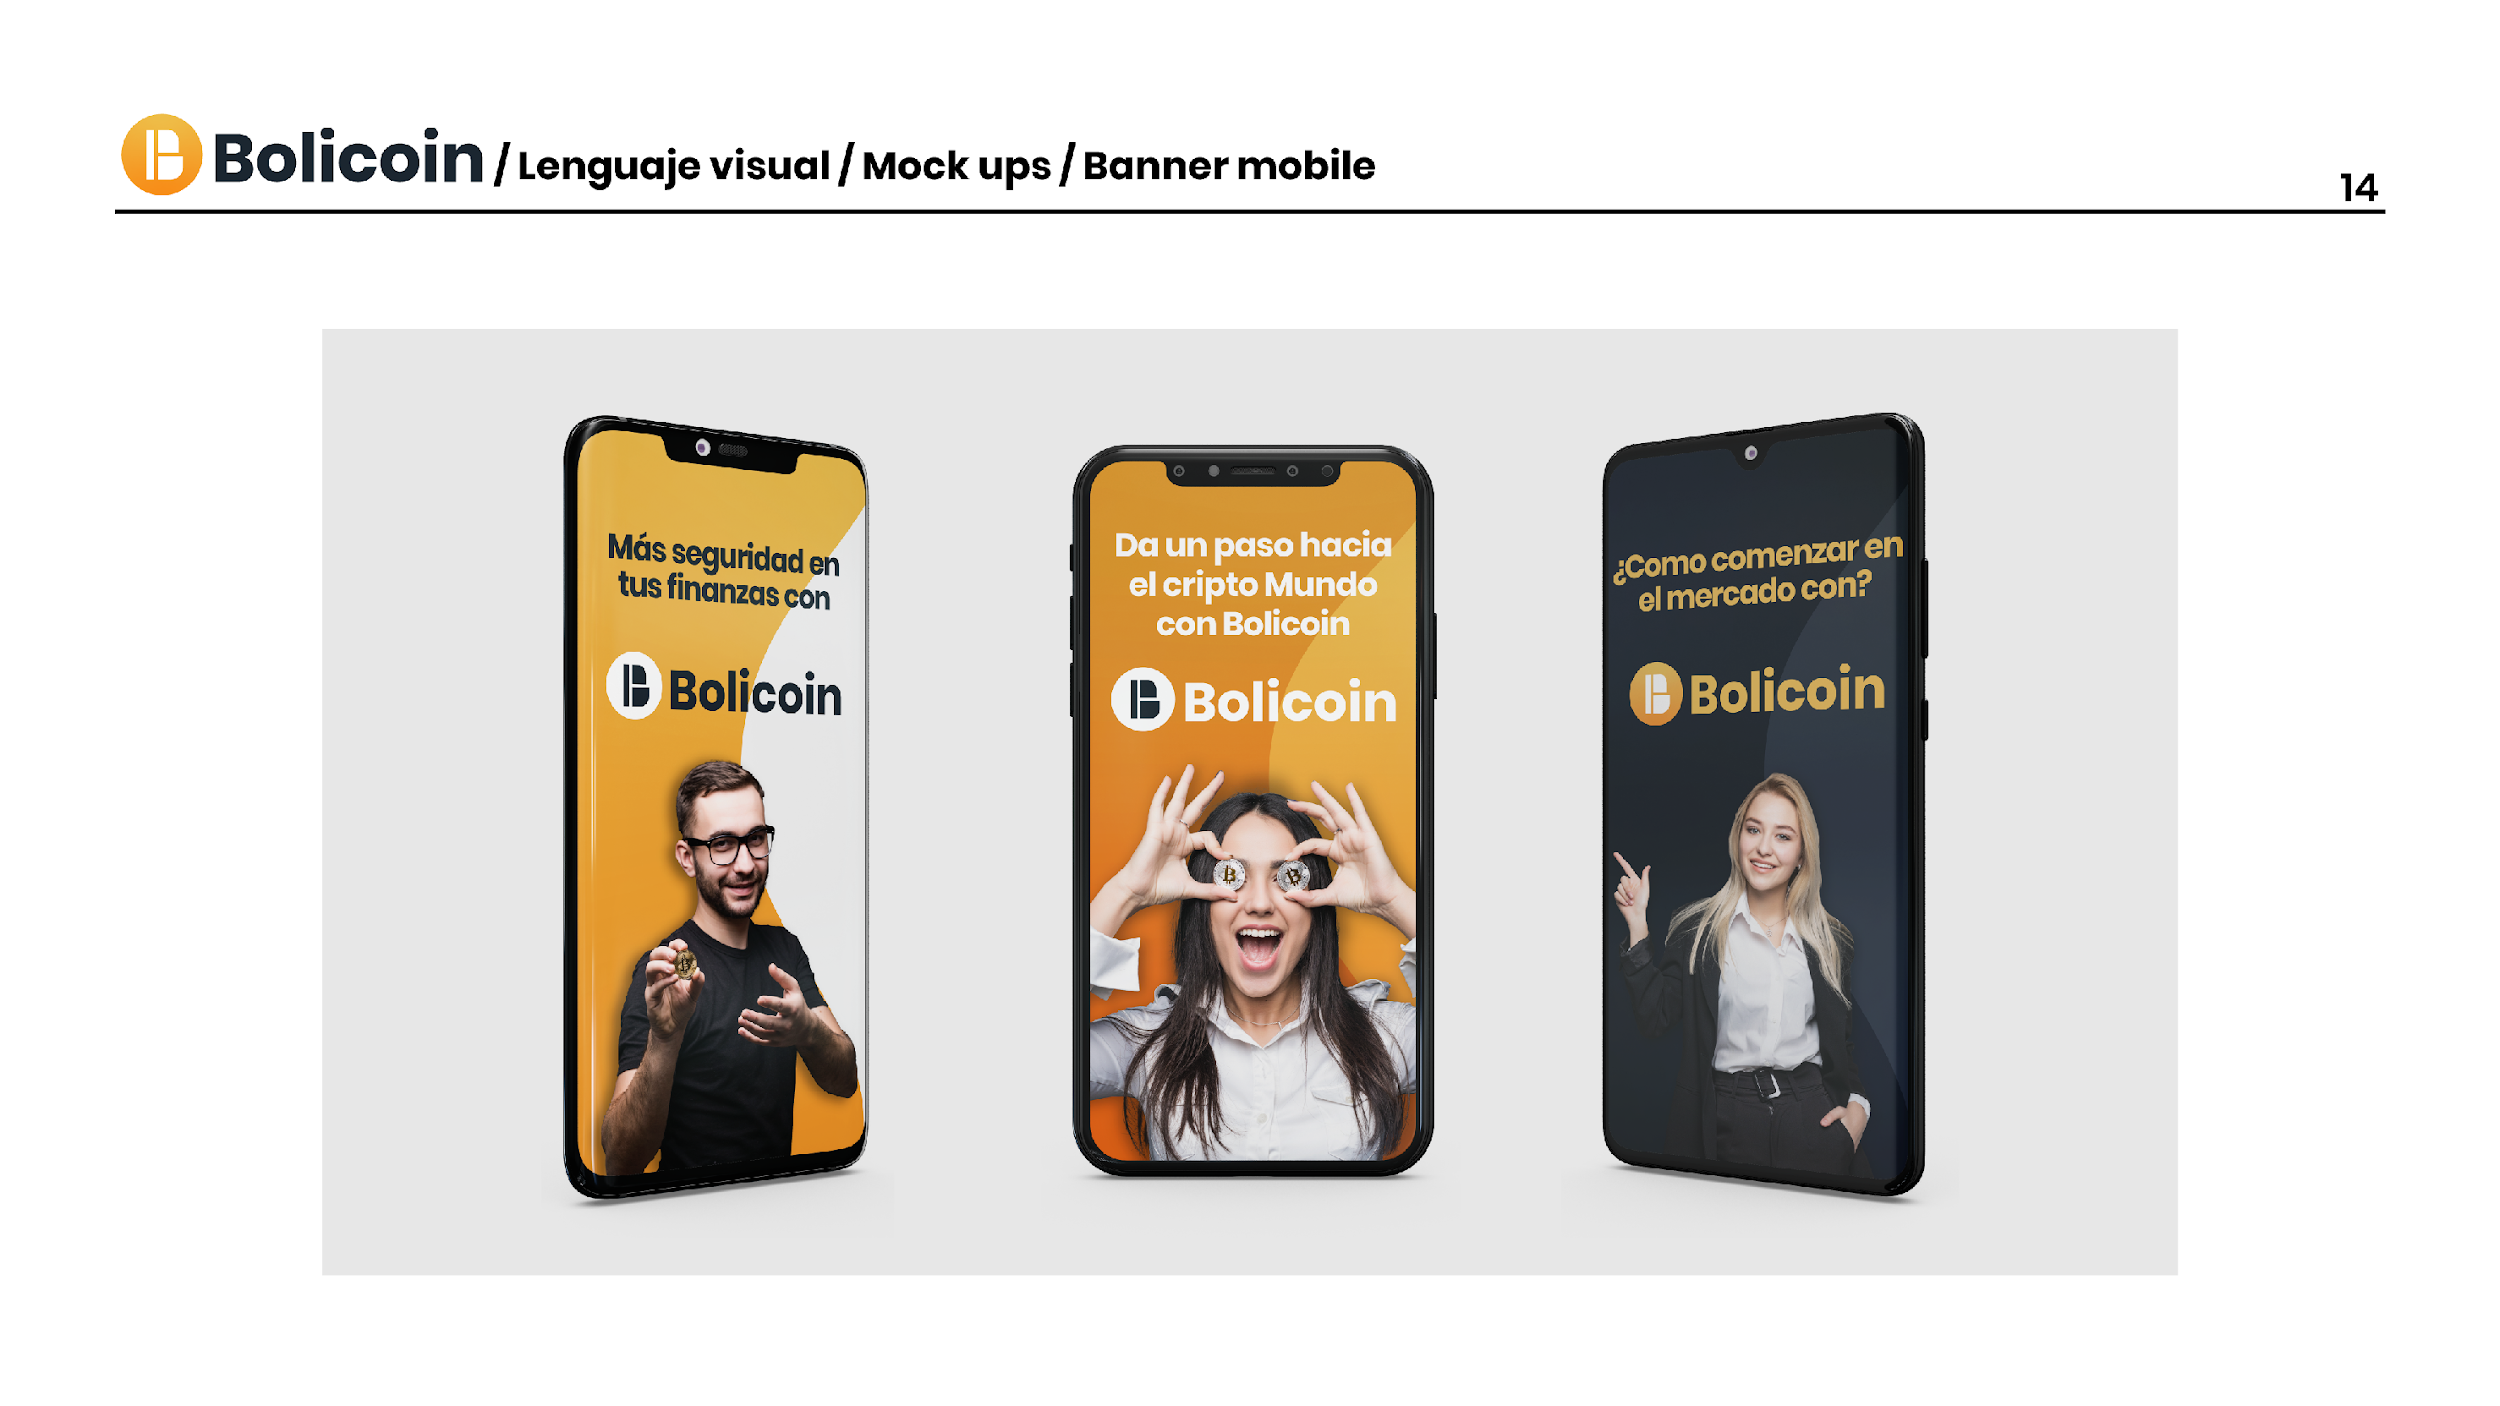 Bolicoin / Lenguaje visual / Mock ups / Banner mobile
14
Más seguridad en
tus finanzas con
Bolicoin
Da un paso hacia
el cripto Mundo
con Bolicoin
Bolicoin
¿Como comenzar en
el mercado con?
Bolicoin